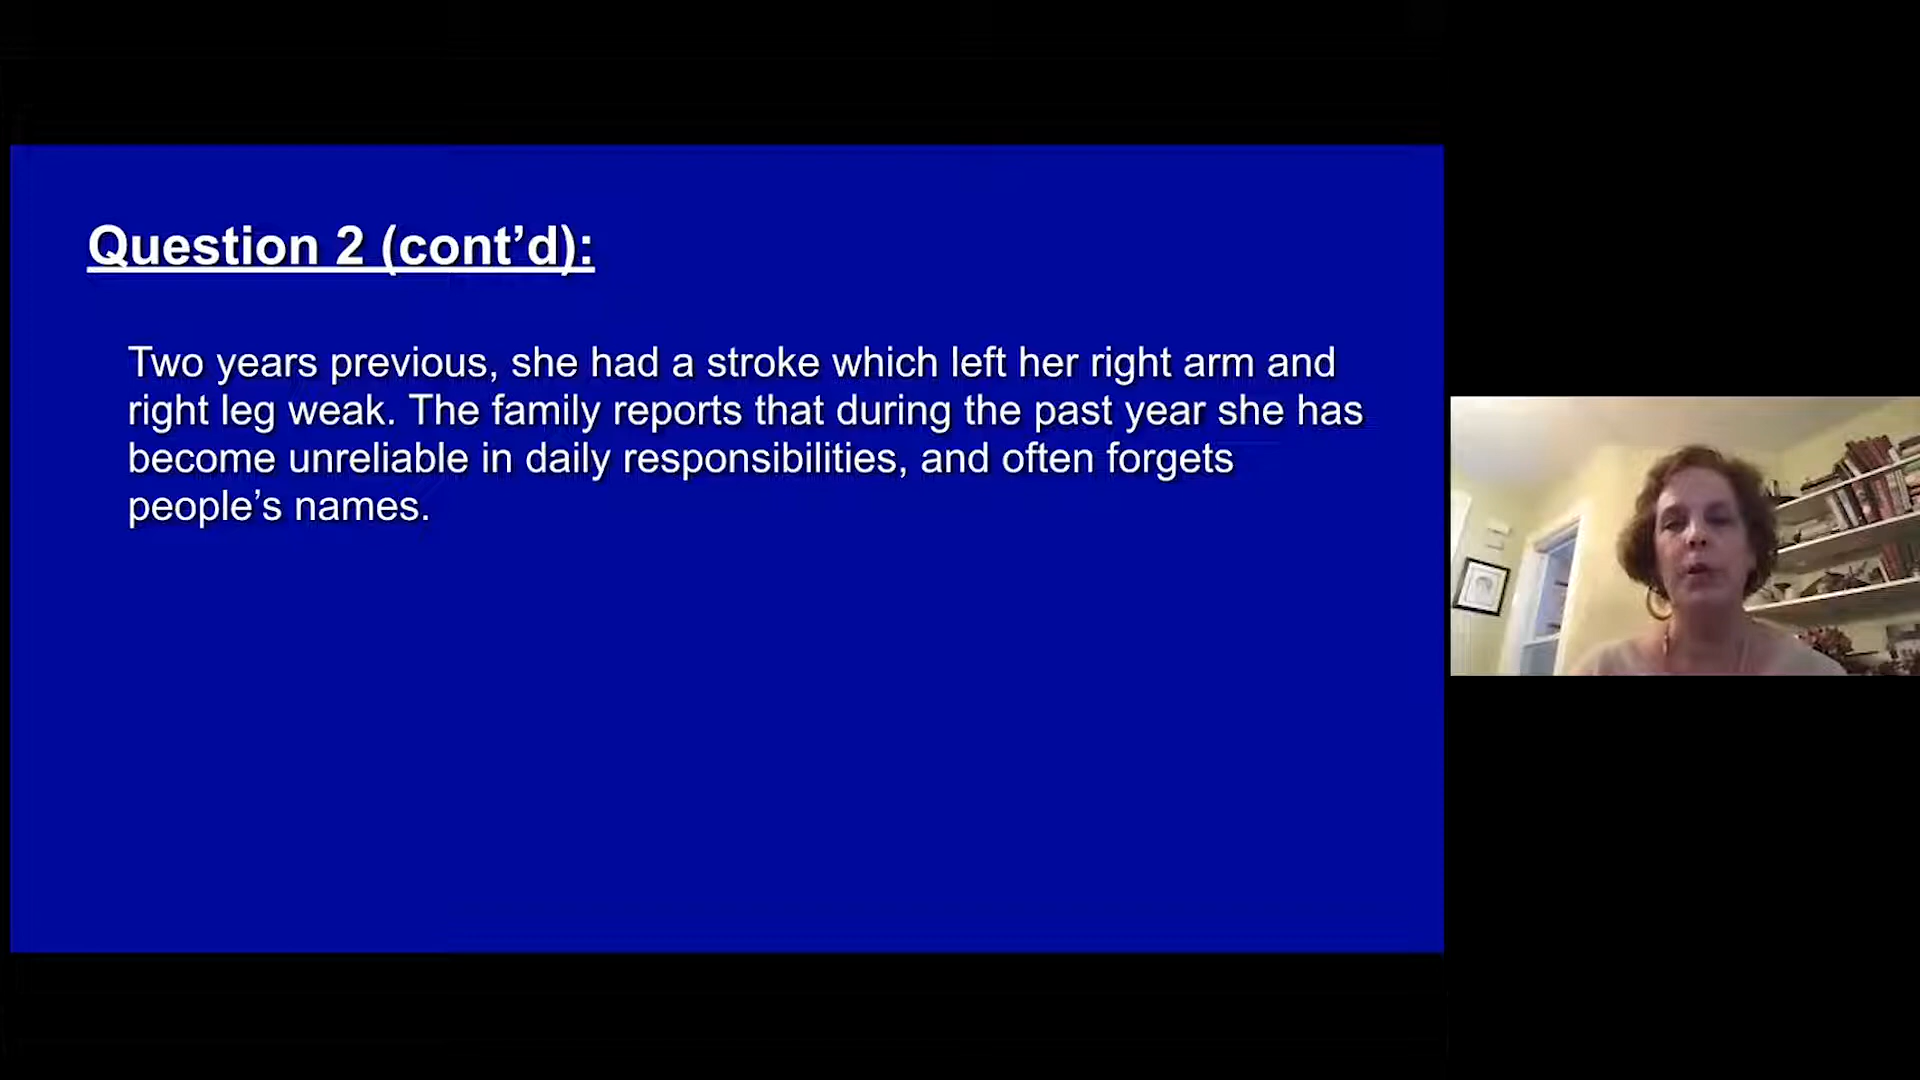 Question 2 (cont’d):
Two years previous, she had a stroke which left her right arm and
right leg weak. The family reports that during the past year she has
become unreliable in daily responsibilities, and often forgets
people’s names.